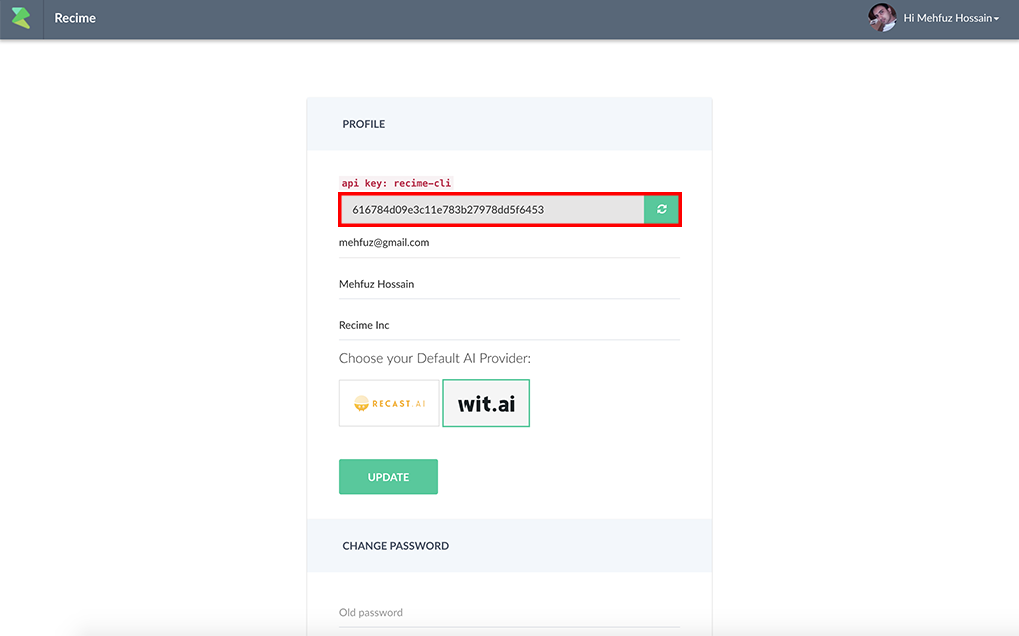 Recime
Hi Mehfuz Hossain
PROFILE
api key: recime-cli
616784d09e3c11e783b27978dd5f6453
mehfuz@gmail.com
Mehfuz Hossain
Recime Inc
Choose your Default AI Provider:
RECAST.AI
wit.ai
UPDATE
CHANGE PASSWORD
Old password